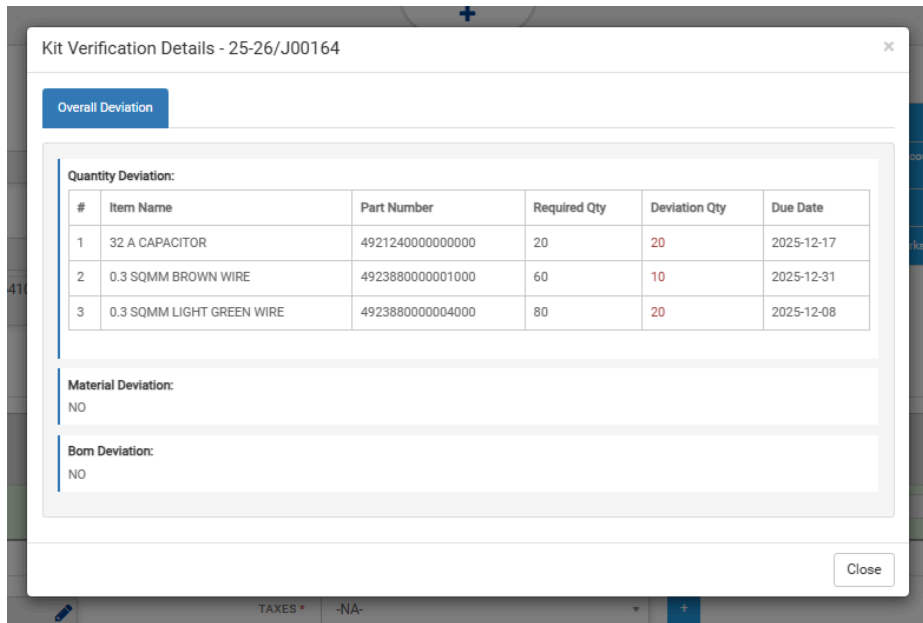 Kit Verification Details - 25-26/J00164 ×
Overall Deviation
Quantity Deviation:
# Item Name Part Number Required Qty Deviation Qty Due Date
1 32 A CAPACITOR 4921240000000000 20 20 2025-12-17
2 0.3 SQMM BROWN WIRE 4923880000001000 60 10 2025-12-31
3 0.3 SQMM LIGHT GREEN WIRE 4923880000004000 80 20 2025-12-08
Material Deviation:
NO
Bom Deviation:
NO
Close
TAXES * -NA- +